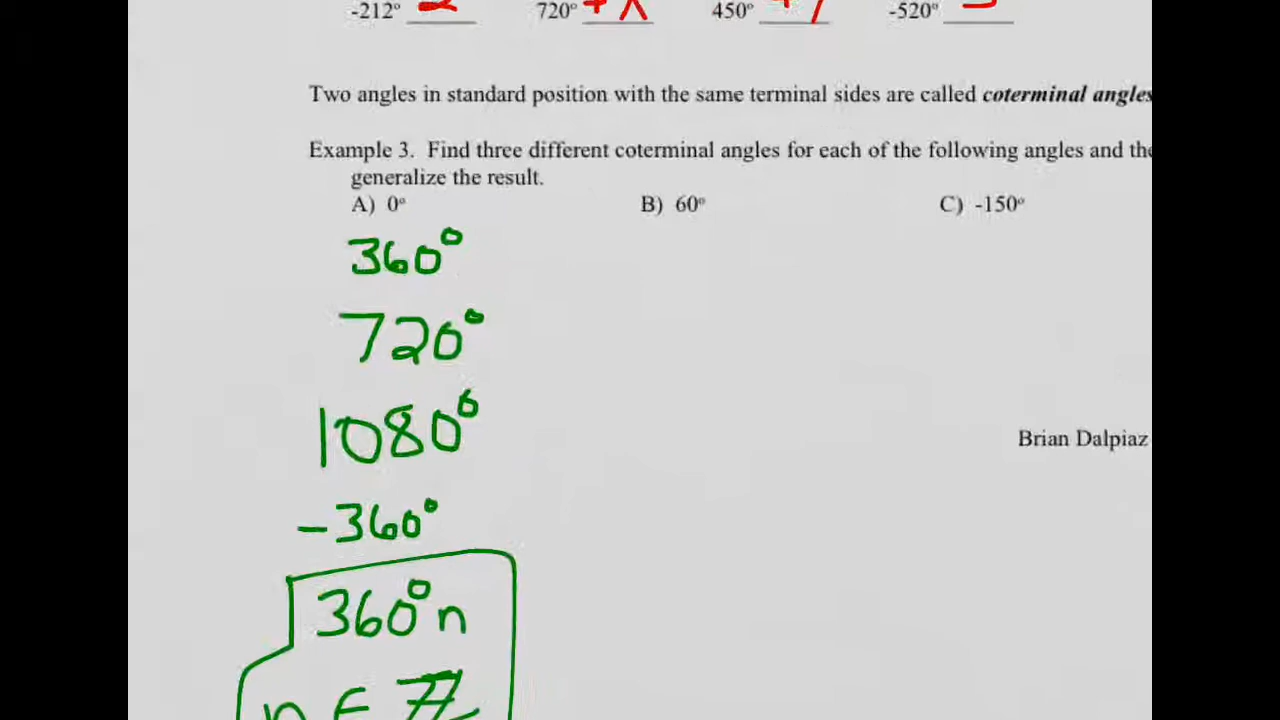 -212° 720° 450° -520°
Two angles in standard position with the same terminal sides are called coterminal angles
Example 3. Find three different coterminal angles for each of the following angles and the
generalize the result.
A) 0° B) 60° C) -150°
360°
720°
1080°
Brian Dalpiaz
-360°
360°n
n ∈ ℤ